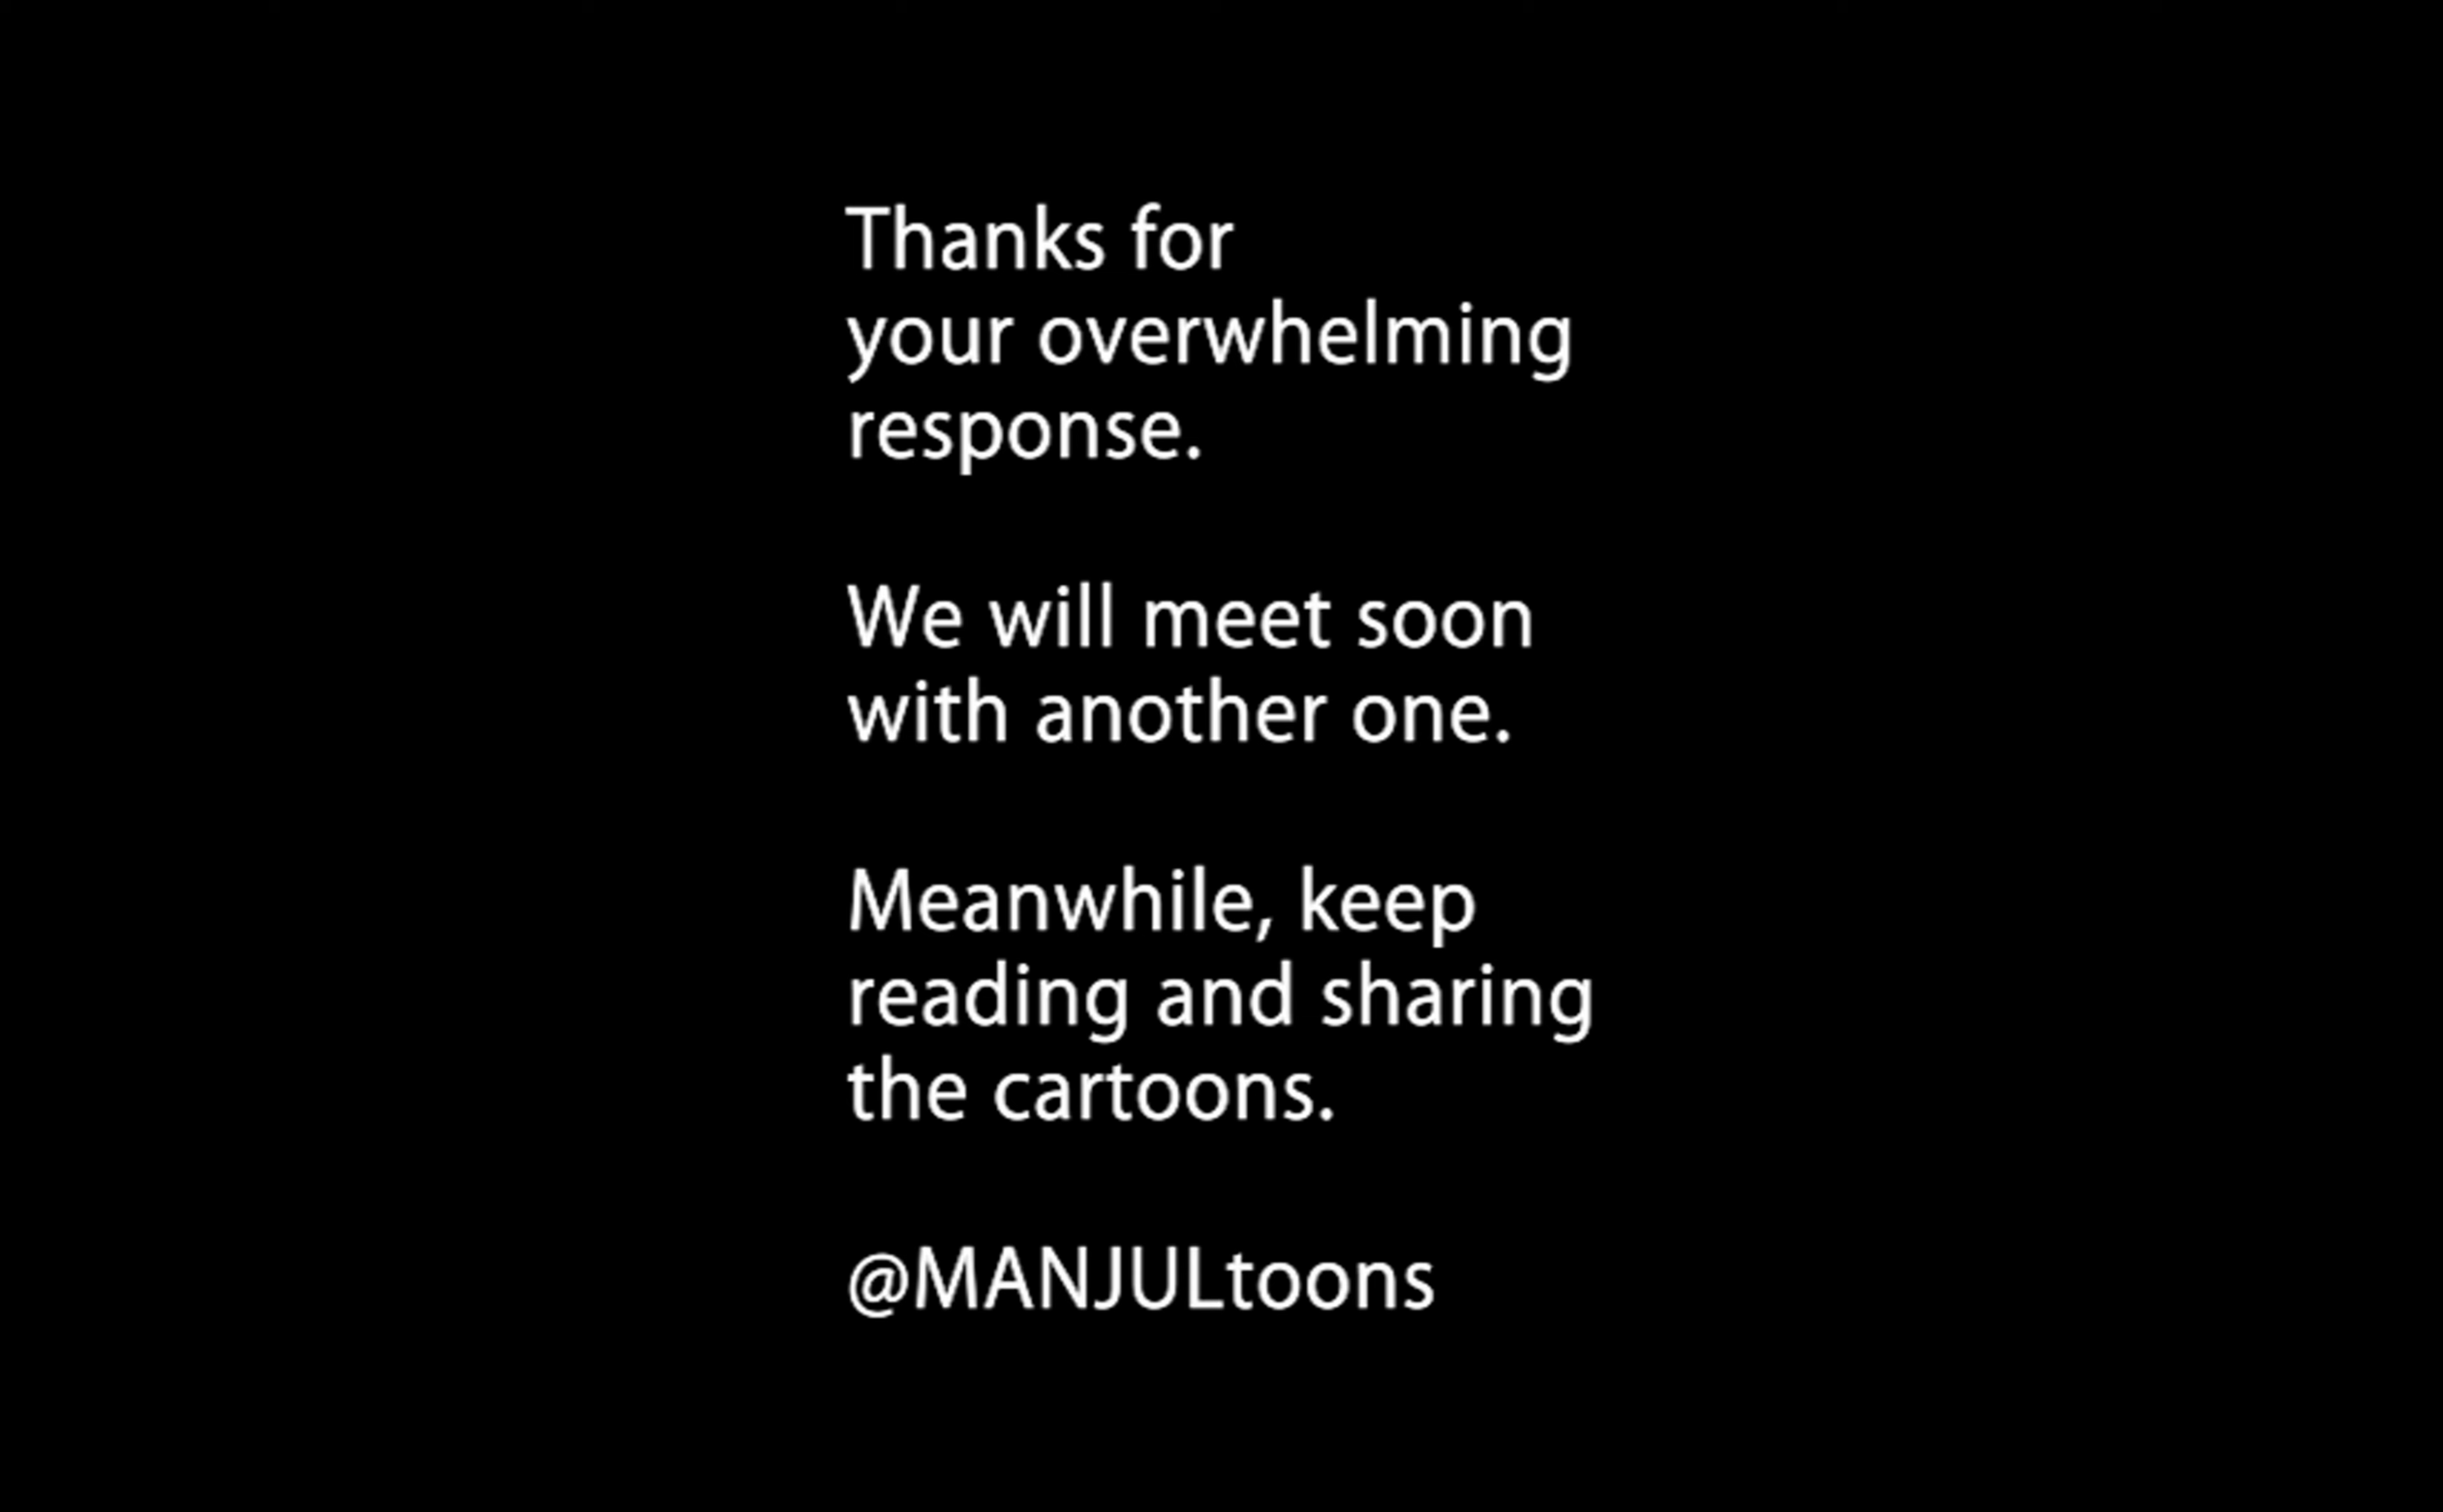 Thanks for
your overwhelming
response.
We will meet soon
with another one.
Meanwhile, keep
reading and sharing
the cartoons.
@MANJULtoons